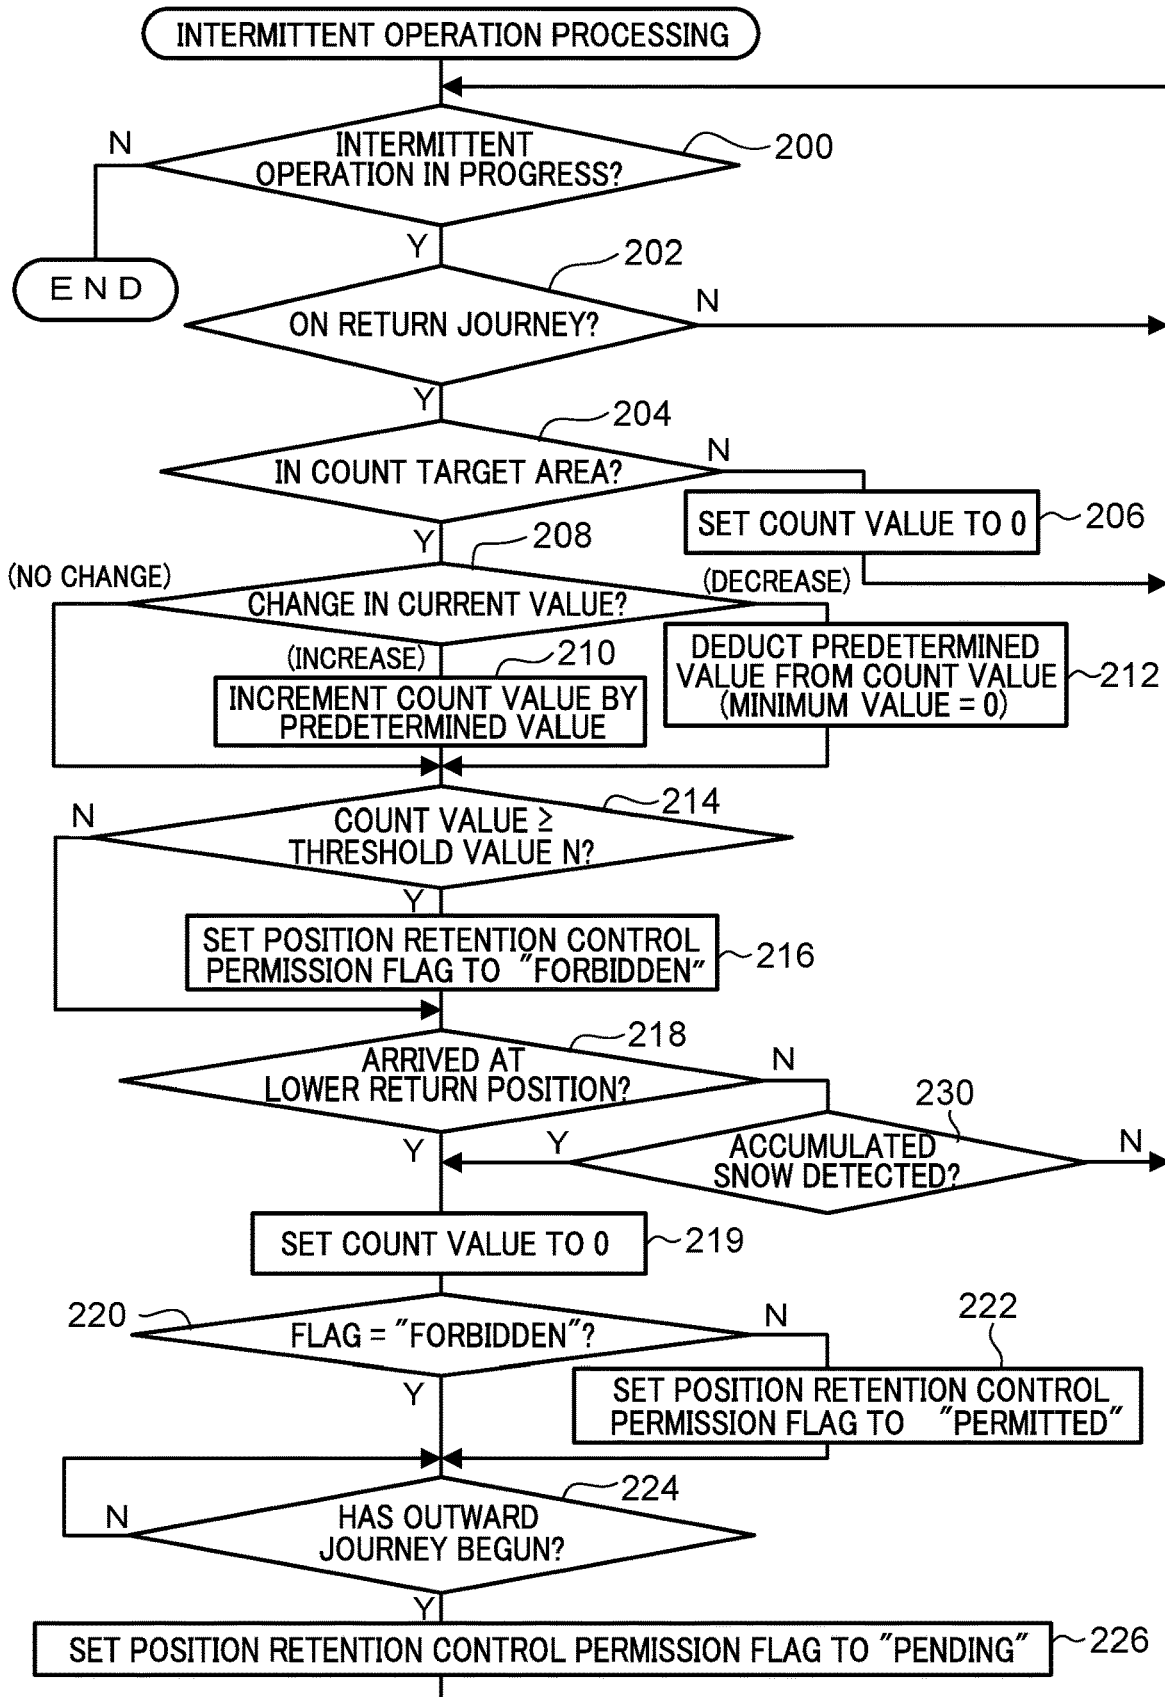 INTERMITTENT OPERATION PROCESSING
N
INTERMITTENT
OPERATION IN PROGRESS?
200
Y
END
202
ON RETURN JOURNEY?
N
Y
204
IN COUNT TARGET AREA?
N
SET COUNT VALUE TO 0
206
Y
208
(NO CHANGE)
CHANGE IN CURRENT VALUE?
(DECREASE)
(INCREASE)
210
INCREMENT COUNT VALUE BY
PREDETERMINED VALUE
DEDUCT PREDETERMINED
VALUE FROM COUNT VALUE
(MINIMUM VALUE = 0)
212
N
COUNT VALUE ≥
THRESHOLD VALUE N?
214
Y
SET POSITION RETENTION CONTROL
PERMISSION FLAG TO "FORBIDDEN"
216
218
ARRIVED AT
LOWER RETURN POSITION?
N
Y
230
Y
ACCUMULATED
SNOW DETECTED?
N
SET COUNT VALUE TO 0
219
220
FLAG = "FORBIDDEN"?
N
222
Y
SET POSITION RETENTION CONTROL
PERMISSION FLAG TO "PERMITTED"
224
N
HAS OUTWARD
JOURNEY BEGUN?
Y
SET POSITION RETENTION CONTROL PERMISSION FLAG TO "PENDING"
226